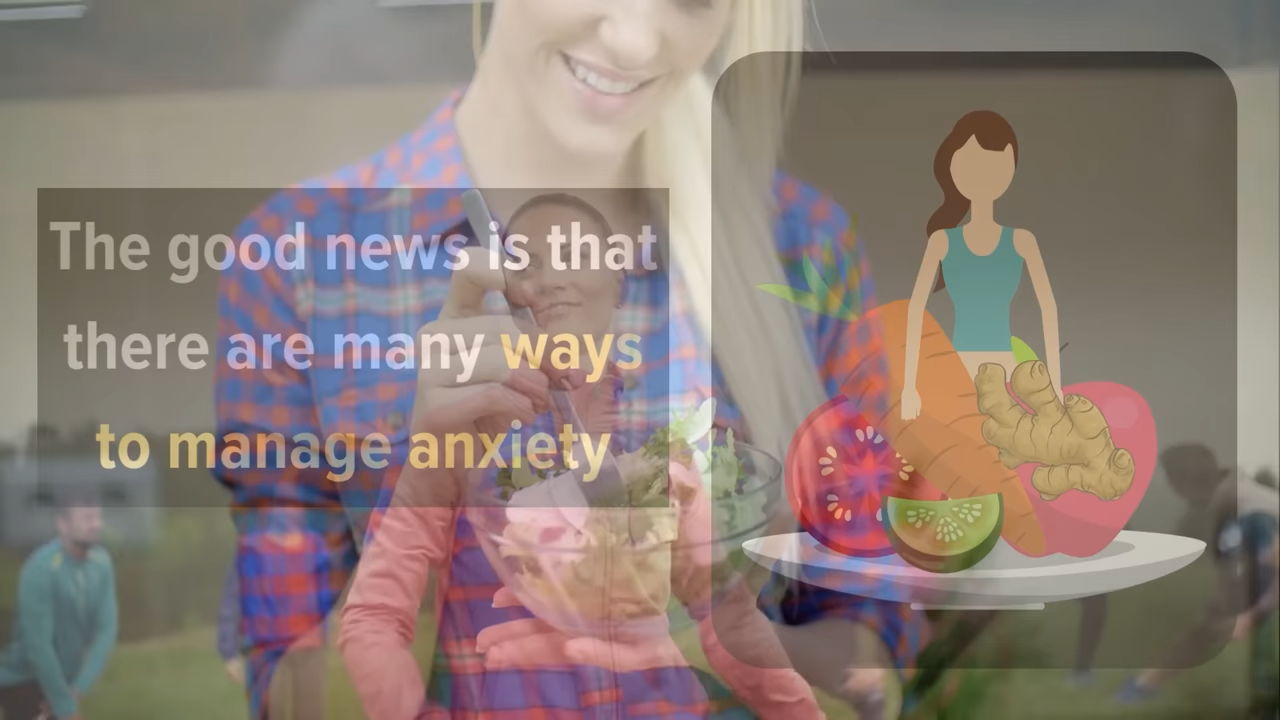 The good news is that
there are many ways
to manage anxiety